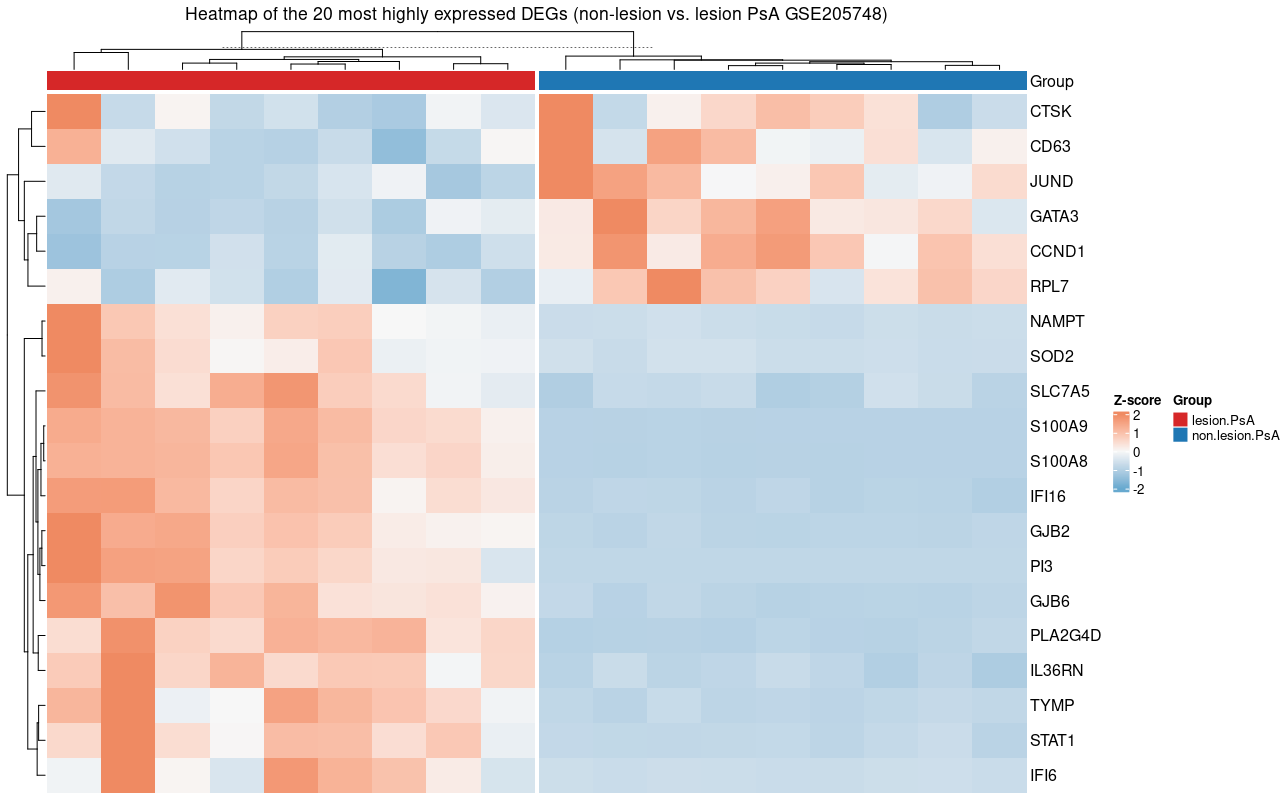 Heatmap of the 20 most highly expressed DEGs (non-lesion vs. lesion PsA GSE205748)
Group
CTSK
CD63
JUND
GATA3
CCND1
RPL7
NAMPT
SOD2
SLC7A5
S100A9
S100A8
IFI16
GJB2
PI3
GJB6
PLA2G4D
IL36RN
TYMP
STAT1
IFI6
Z-score
2
1
0
-1
-2
Group
lesion.PsA
non.lesion.PsA